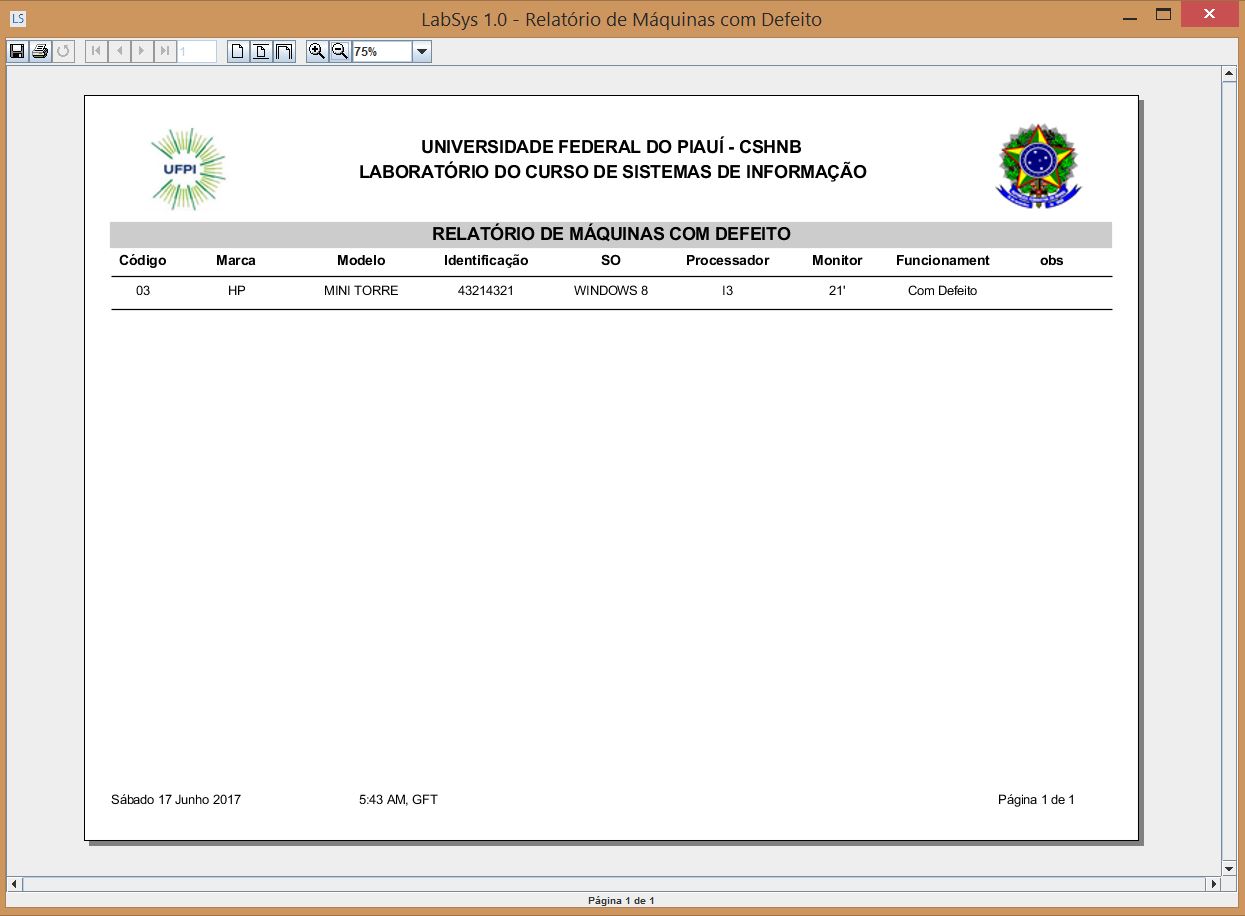 LS LabSys 1.0 - Relatório de Máquinas com Defeito
1 75%
UNIVERSIDADE FEDERAL DO PIAUÍ - CSHNB
LABORATÓRIO DO CURSO DE SISTEMAS DE INFORMAÇÃO
UFPI
RELATÓRIO DE MÁQUINAS COM DEFEITO
Código Marca Modelo Identificação SO Processador Monitor Funcionament obs
03 HP MINI TORRE 43214321 WINDOWS 8 I3 21' Com Defeito
Sábado 17 Junho 2017 5:43 AM, GFT Página 1 de 1
Página 1 de 1